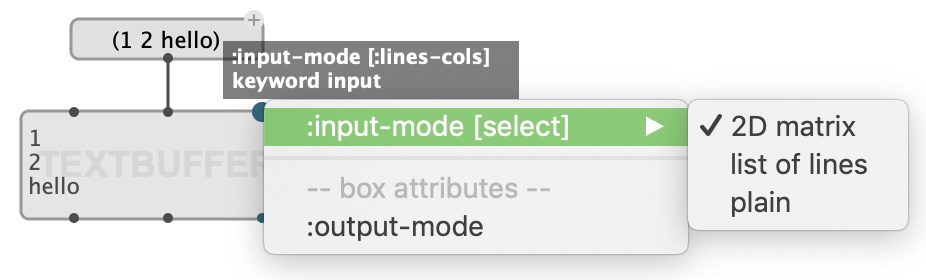 (1 2 hello)
+
:input-mode [:lines-cols]
keyword input
1
2
hello
TEXTBUFFER
:input-mode [select]
-- box attributes --
:output-mode
2D matrix
list of lines
plain